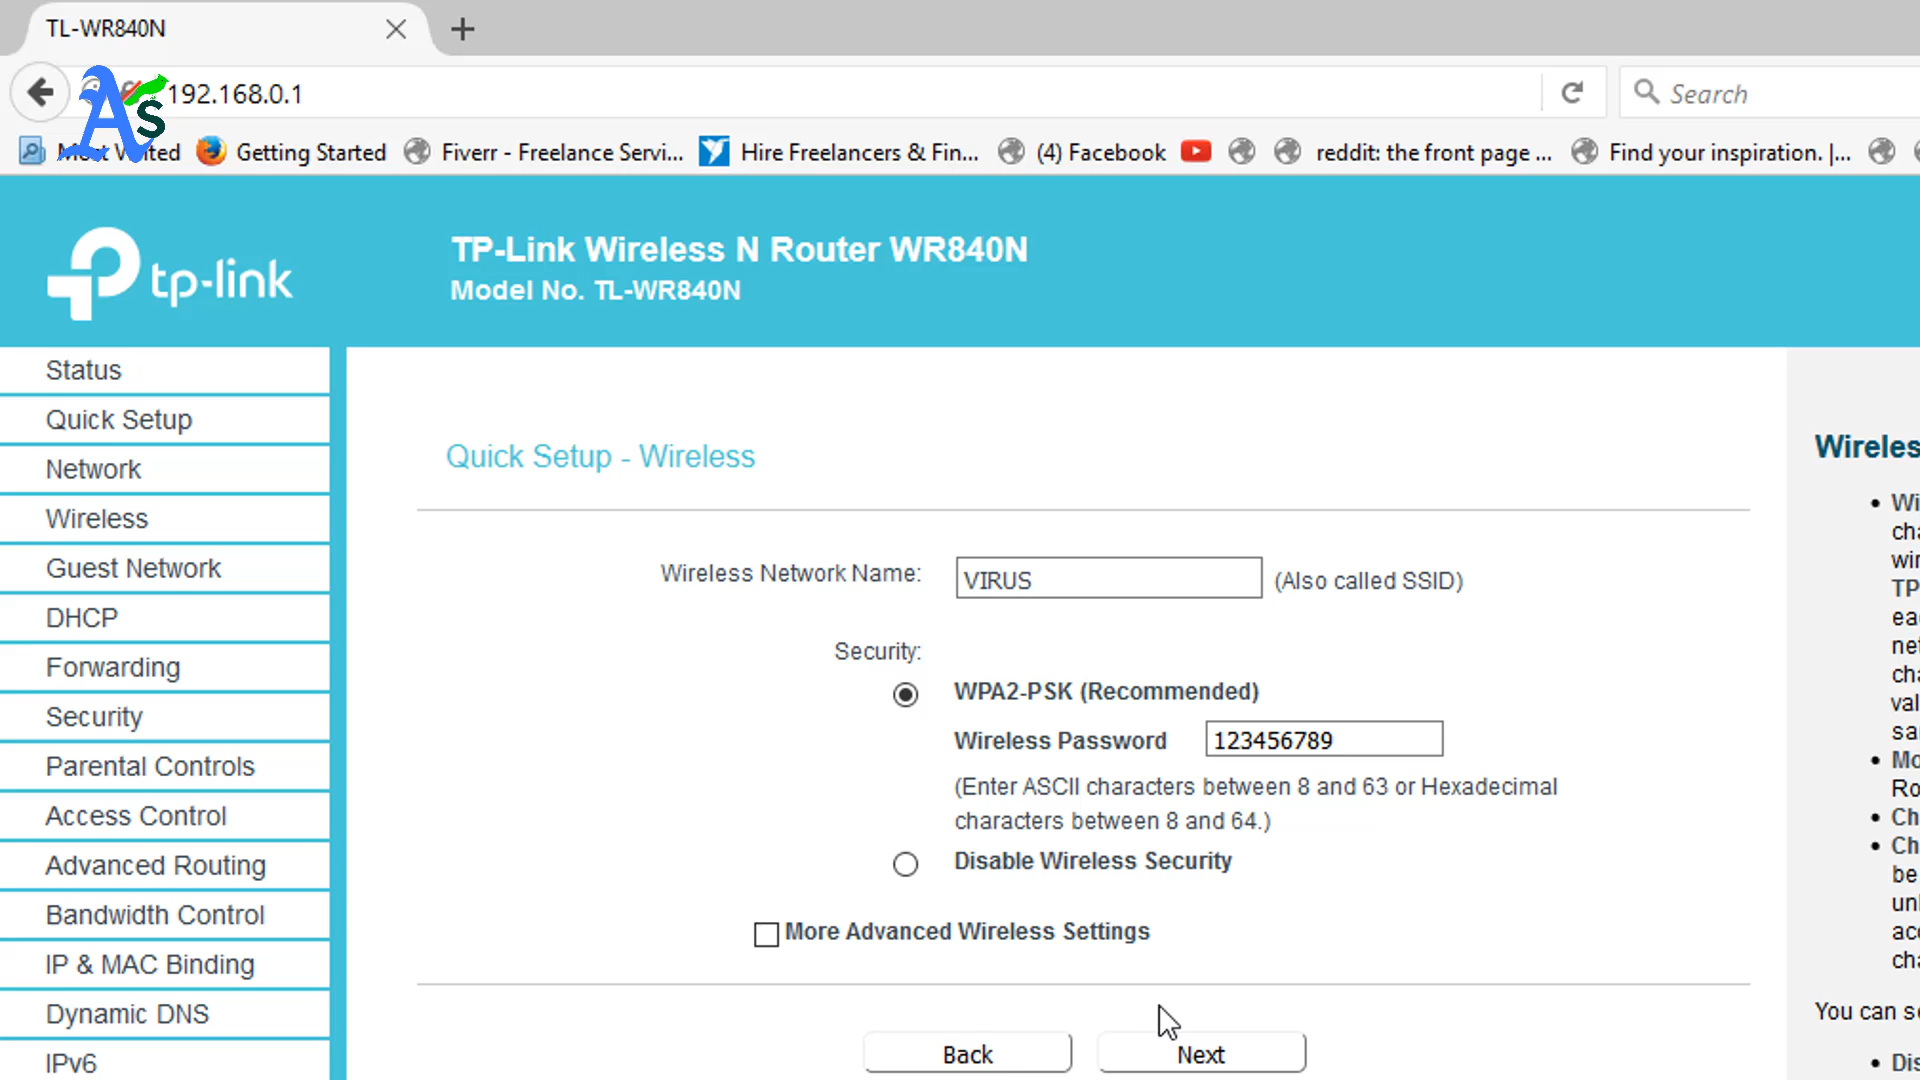 TL-WR840N
192.168.0.1
Search
As
Most Visited Getting Started Fiverr - Freelance Servi... Hire Freelancers & Fin... (4) Facebook reddit: the front page ... Find your inspiration. |...
tp-link
TP-Link Wireless N Router WR840N
Model No. TL-WR840N
Status
Quick Setup
Network
Wireless
Guest Network
DHCP
Forwarding
Security
Parental Controls
Access Control
Advanced Routing
Bandwidth Control
IP & MAC Binding
Dynamic DNS
IPv6
Quick Setup - Wireless
Wireless Network Name: VIRUS (Also called SSID)
Security:
WPA2-PSK (Recommended)
Wireless Password 123456789
(Enter ASCII characters between 8 and 63 or Hexadecimal
characters between 8 and 64.)
Disable Wireless Security
More Advanced Wireless Settings
Back Next
You can